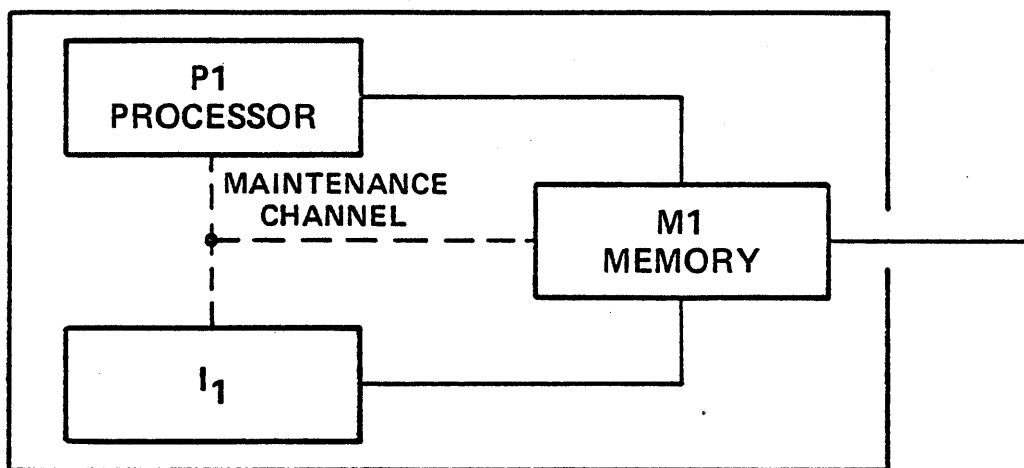 P1
PROCESSOR
MAINTENANCE
CHANNEL
M1
MEMORY
I1